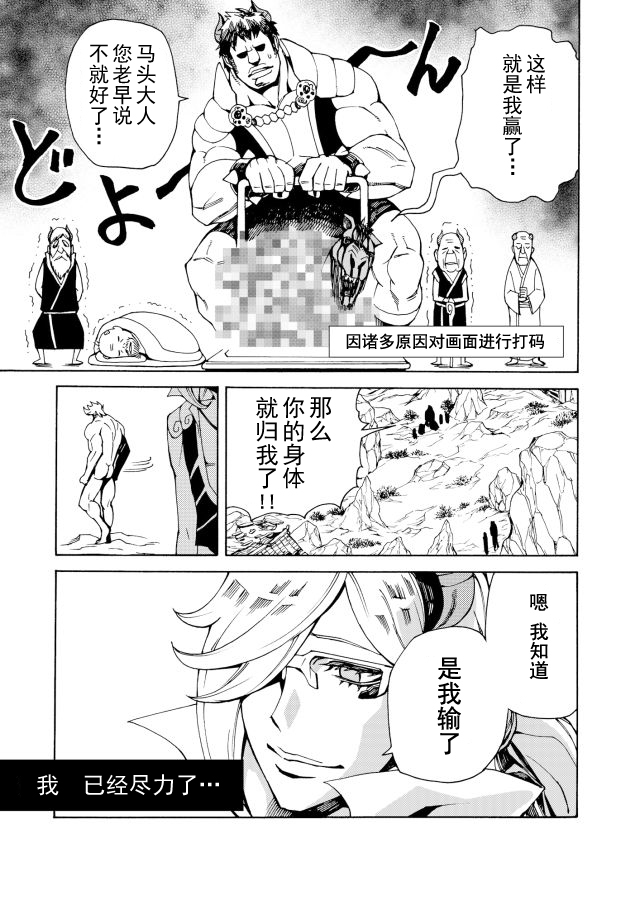 这样
就是我赢了…
马头大人
您老早说
不就好了…
どよ～～ん
因诸多原因对画面进行打码
那么
你的身体
就归我了!!
嗯 我知道
是我输了
我 已经尽力了…